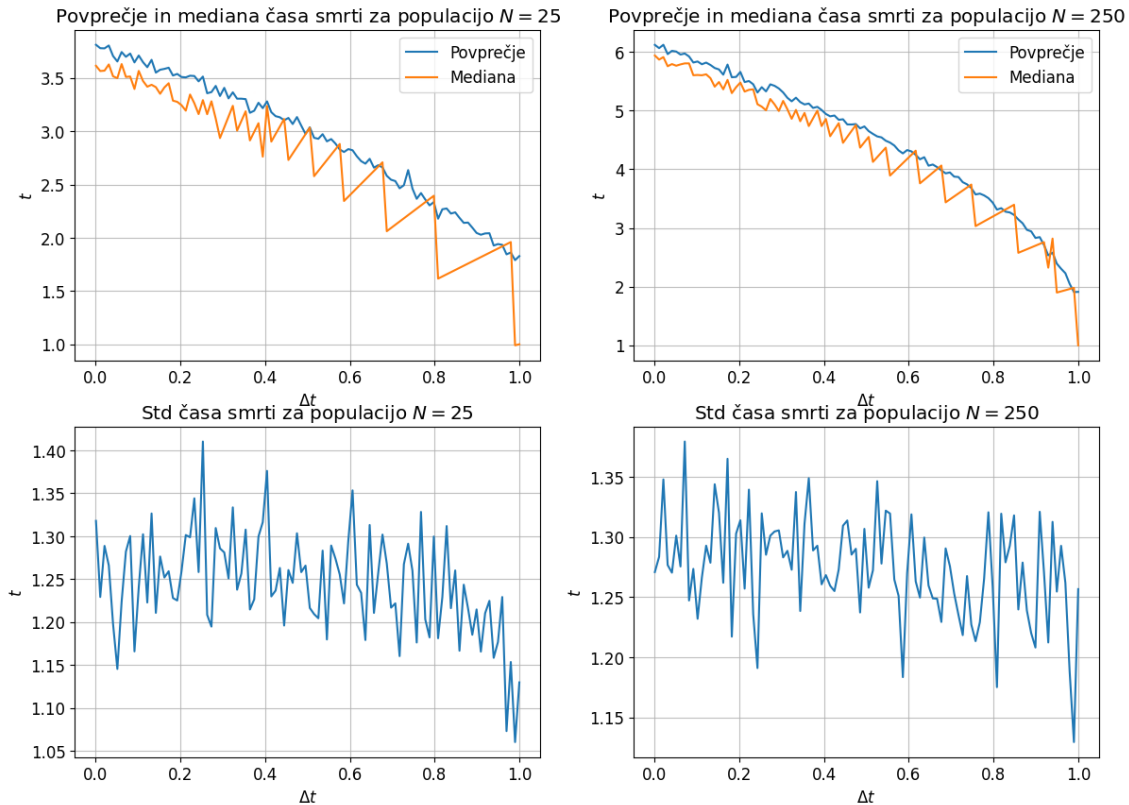 Povprečje in mediana časa smrti za populacijo N = 25
Povprečje
Mediana
t
3.5
3.0
2.5
2.0
1.5
1.0
0.0 0.2 0.4 0.6 0.8 1.0
Δt
Povprečje in mediana časa smrti za populacijo N = 250
Povprečje
Mediana
t
6
5
4
3
2
1
0.0 0.2 0.4 0.6 0.8 1.0
Δt
Std časa smrti za populacijo N = 25
t
1.40
1.35
1.30
1.25
1.20
1.15
1.10
1.05
0.0 0.2 0.4 0.6 0.8 1.0
Δt
Std časa smrti za populacijo N = 250
t
1.35
1.30
1.25
1.20
1.15
0.0 0.2 0.4 0.6 0.8 1.0
Δt